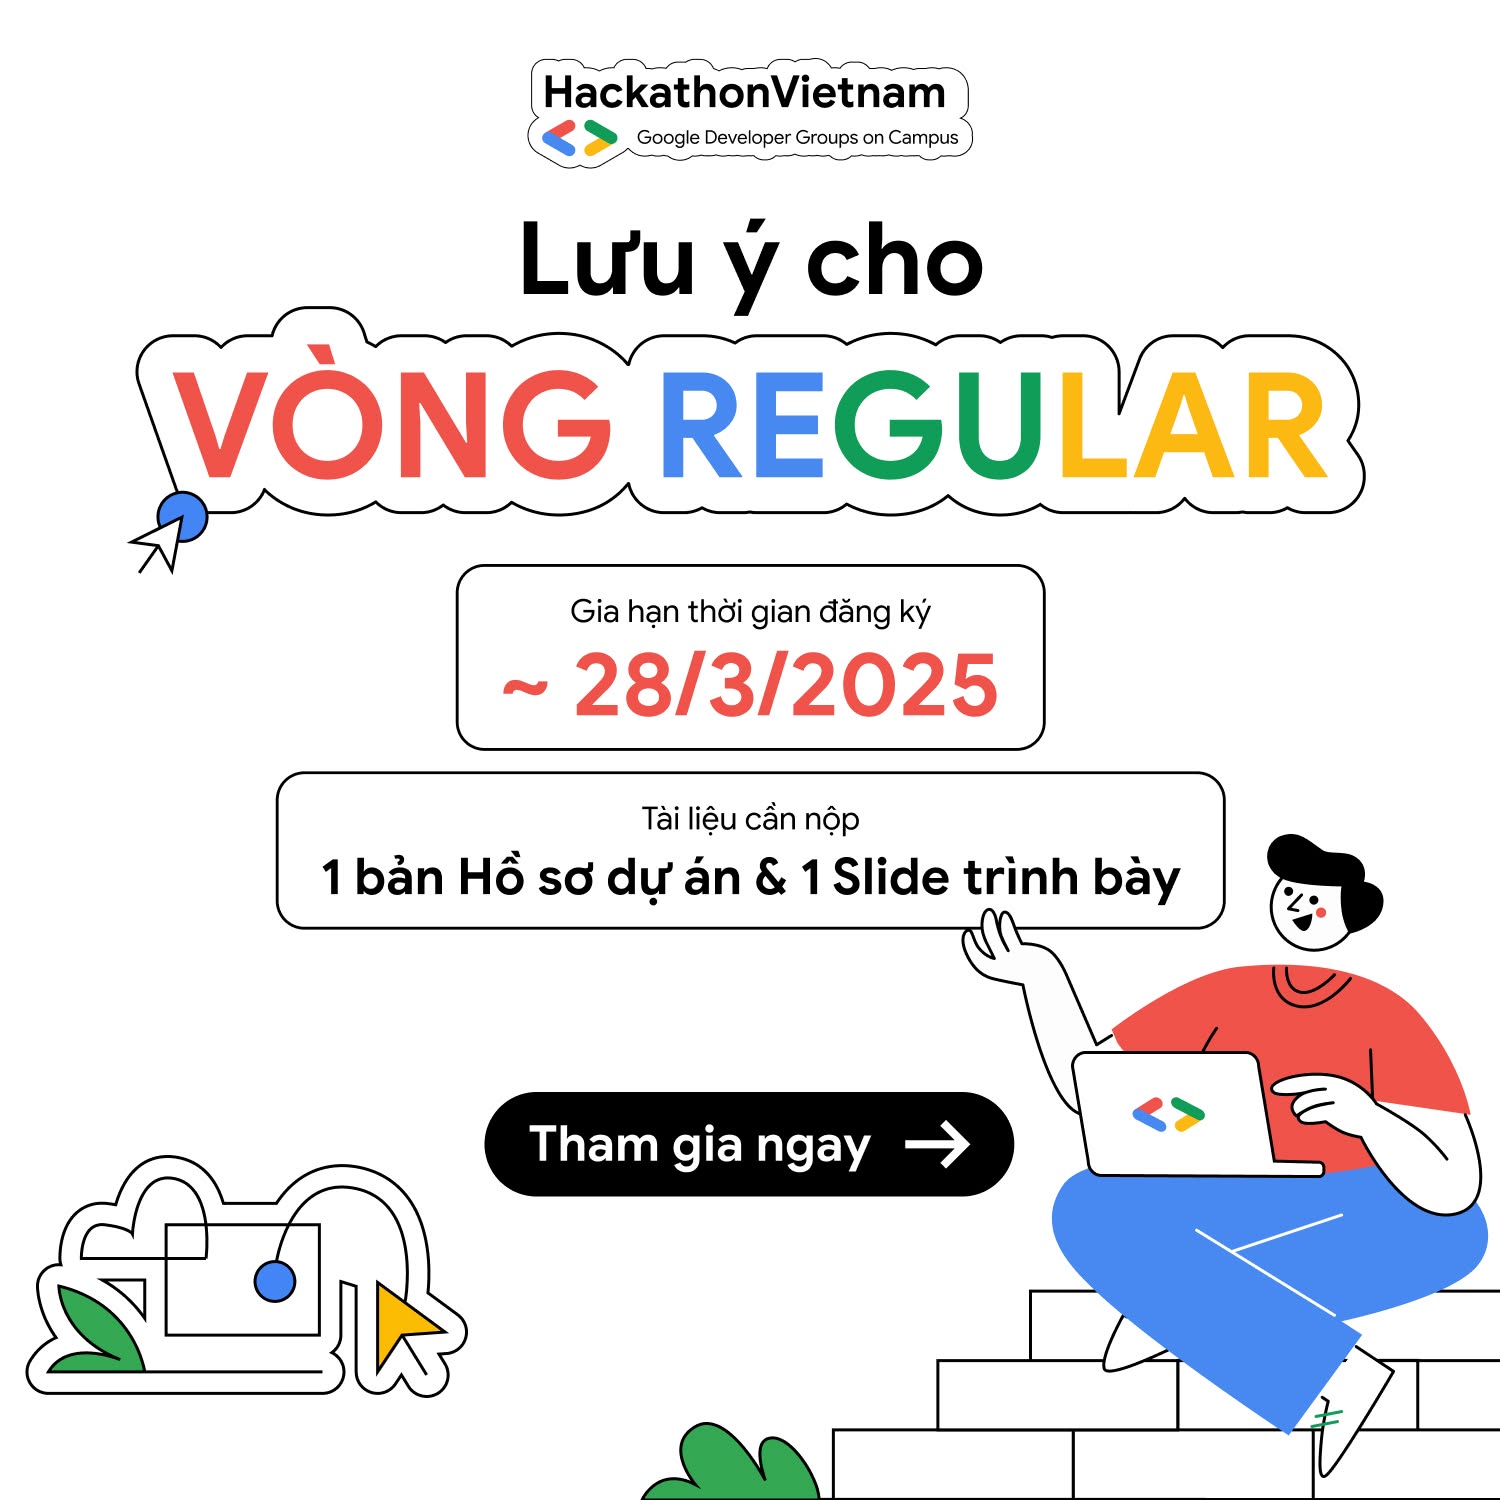 HackathonVietnam
Google Developer Groups on Campus
Lưu ý cho
VÒNG REGULAR
Gia hạn thời gian đăng ký
~ 28/3/2025
Tài liệu cần nộp
1 bản Hồ sơ dự án & 1 Slide trình bày
Tham gia ngay →